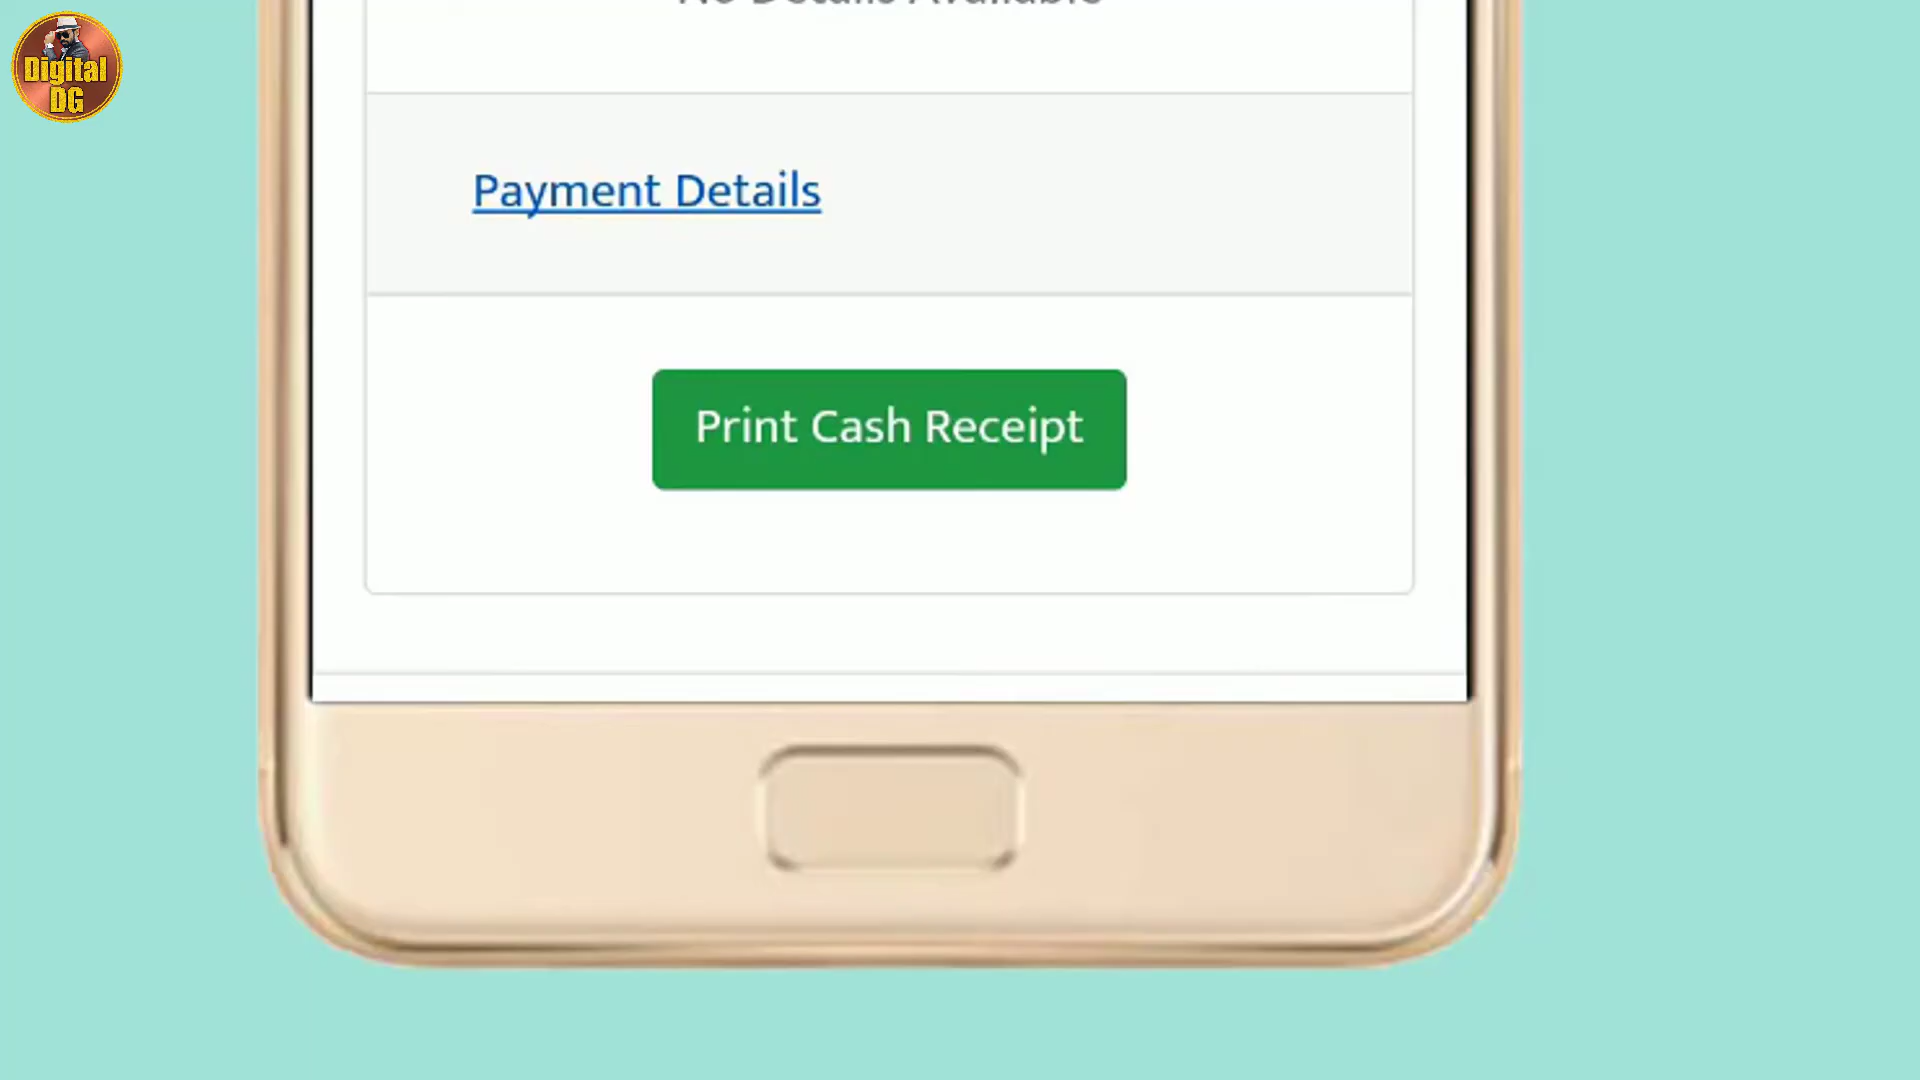 Digital
DG
No Details Available
Payment Details
Print Cash Receipt